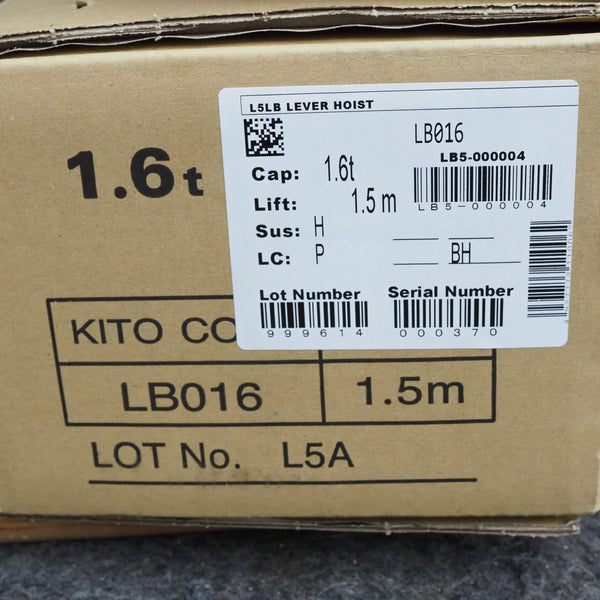 L5LB LEVER HOIST
LB016
LB5-000004
LB5-000004
Cap: 1.6t
Lift: 1.5 m
Sus: H
LC: P BH
Lot Number Serial Number
999614 000370
1.6t
KITO CO
LB016 1.5m
LOT No. L5A